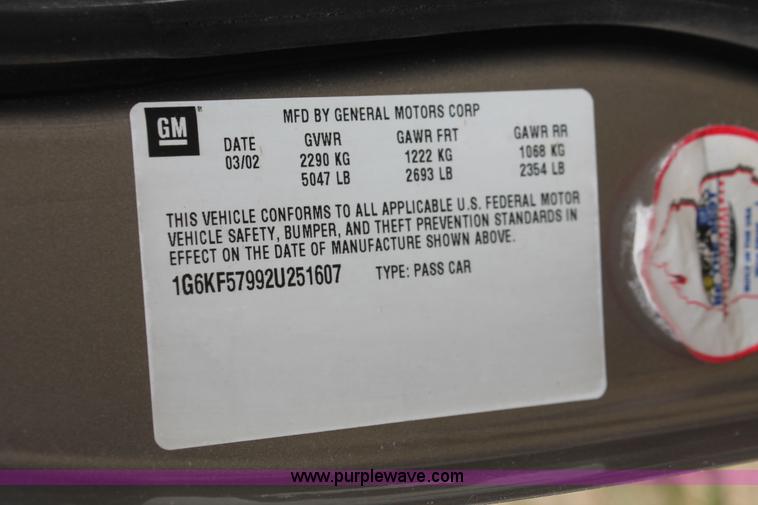 GM
MFD BY GENERAL MOTORS CORP
DATE GVWR GAWR FRT GAWR RR
03/02 2290 KG 1222 KG 1068 KG
5047 LB 2693 LB 2354 LB
THIS VEHICLE CONFORMS TO ALL APPLICABLE U.S. FEDERAL MOTOR
VEHICLE SAFETY, BUMPER, AND THEFT PREVENTION STANDARDS IN
EFFECT ON THE DATE OF MANUFACTURE SHOWN ABOVE.
1G6KF57992U251607 TYPE: PASS CAR
www.purplewave.com